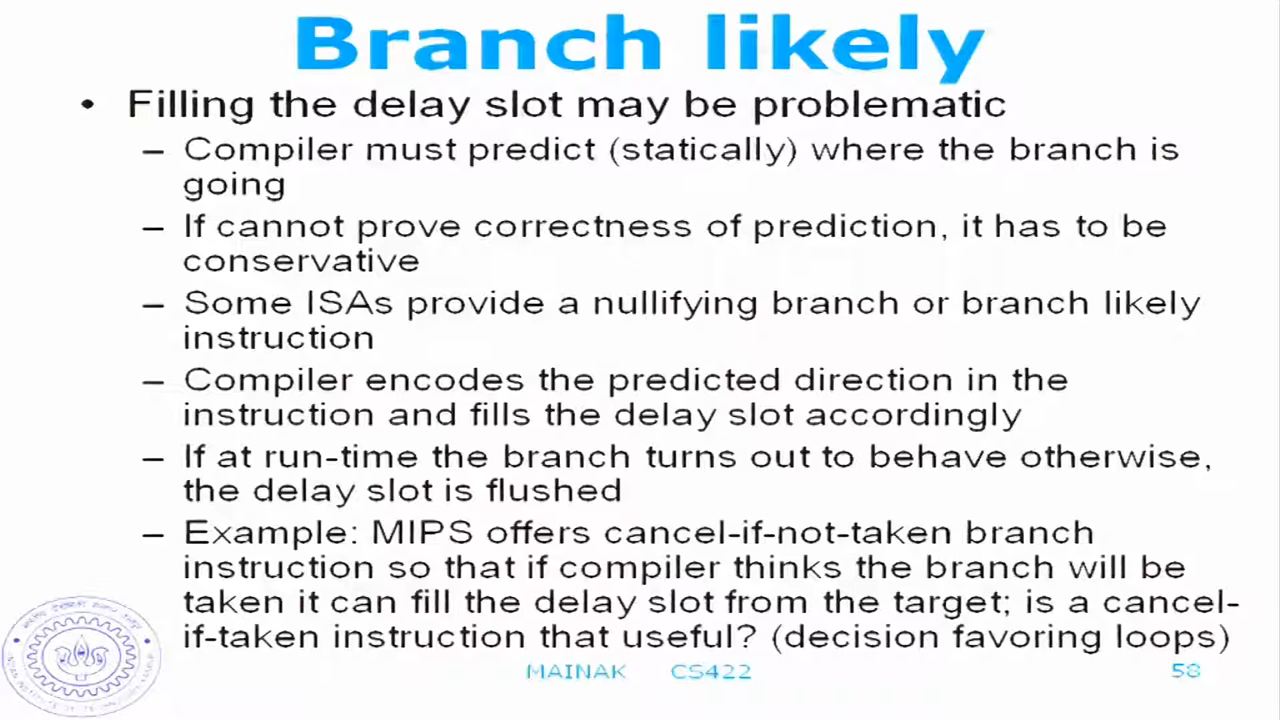 Branch likely
• Filling the delay slot may be problematic
– Compiler must predict (statically) where the branch is
going
– If cannot prove correctness of prediction, it has to be
conservative
– Some ISAs provide a nullifying branch or branch likely
instruction
– Compiler encodes the predicted direction in the
instruction and fills the delay slot accordingly
– If at run-time the branch turns out to behave otherwise,
the delay slot is flushed
– Example: MIPS offers cancel-if-not-taken branch
instruction so that if compiler thinks the branch will be
taken it can fill the delay slot from the target; is a cancel-
if-taken instruction that useful? (decision favoring loops)
MAINAK CS422 58